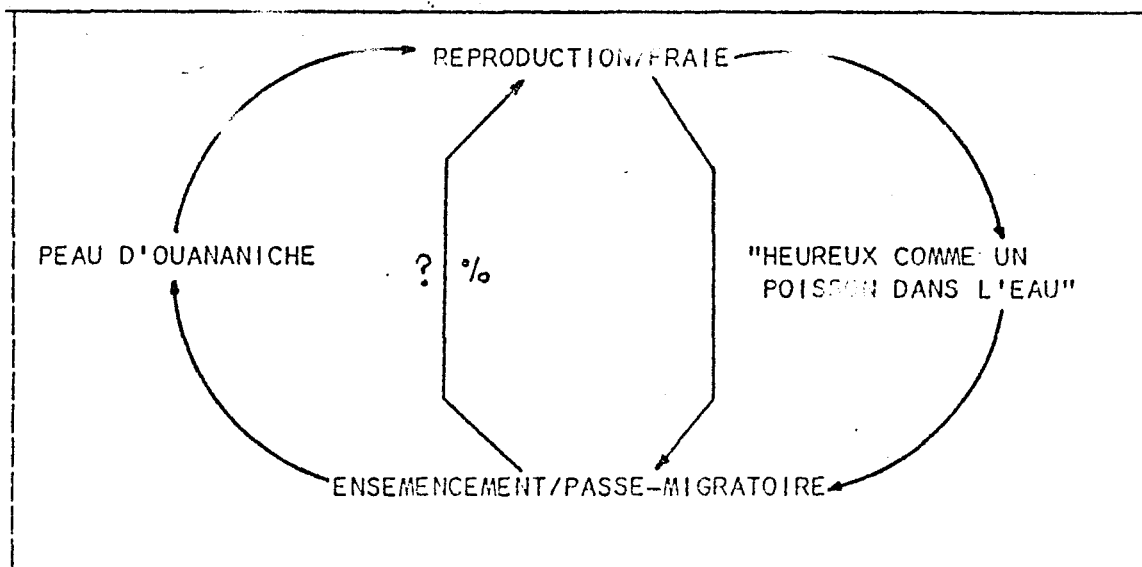 REPRODUCTION/FRAIE
PEAU D'OUANANICHE
? %
"HEUREUX COMME UN
POISSON DANS L'EAU"
ENSEMENCEMENT/PASSE-MIGRATOIRE